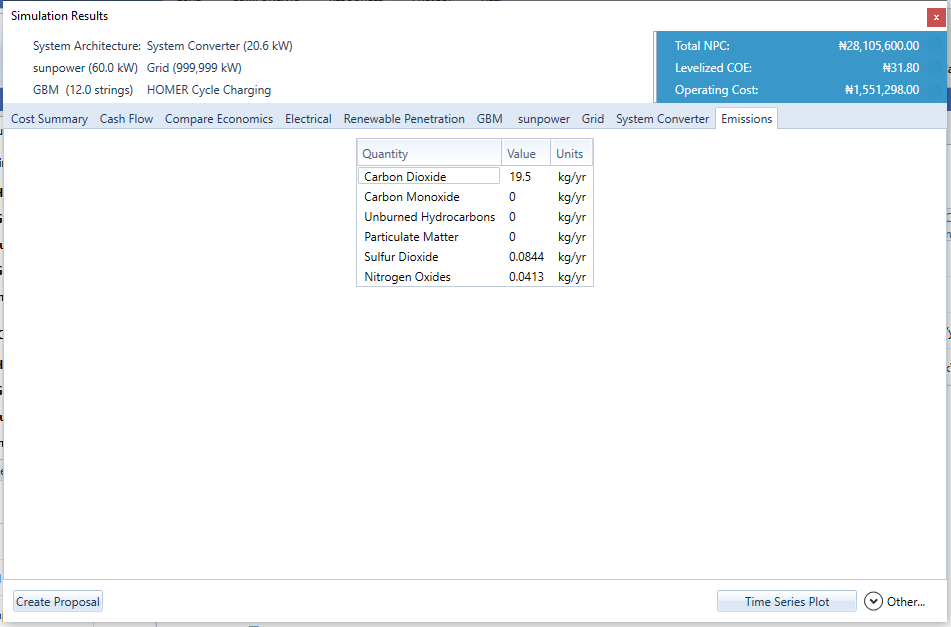 Simulation Results
x
System Architecture: System Converter (20.6 kW)
sunpower (60.0 kW) Grid (999,999 kW)
GBM (12.0 strings) HOMER Cycle Charging
Total NPC: ₦28,105,600.00
Levelized COE: ₦31.80
Operating Cost: ₦1,551,298.00
Cost Summary Cash Flow Compare Economics Electrical Renewable Penetration GBM sunpower Grid System Converter Emissions
Quantity Value Units
Carbon Dioxide 19.5 kg/yr
Carbon Monoxide 0 kg/yr
Unburned Hydrocarbons 0 kg/yr
Particulate Matter 0 kg/yr
Sulfur Dioxide 0.0844 kg/yr
Nitrogen Oxides 0.0413 kg/yr
Create Proposal Time Series Plot Other...